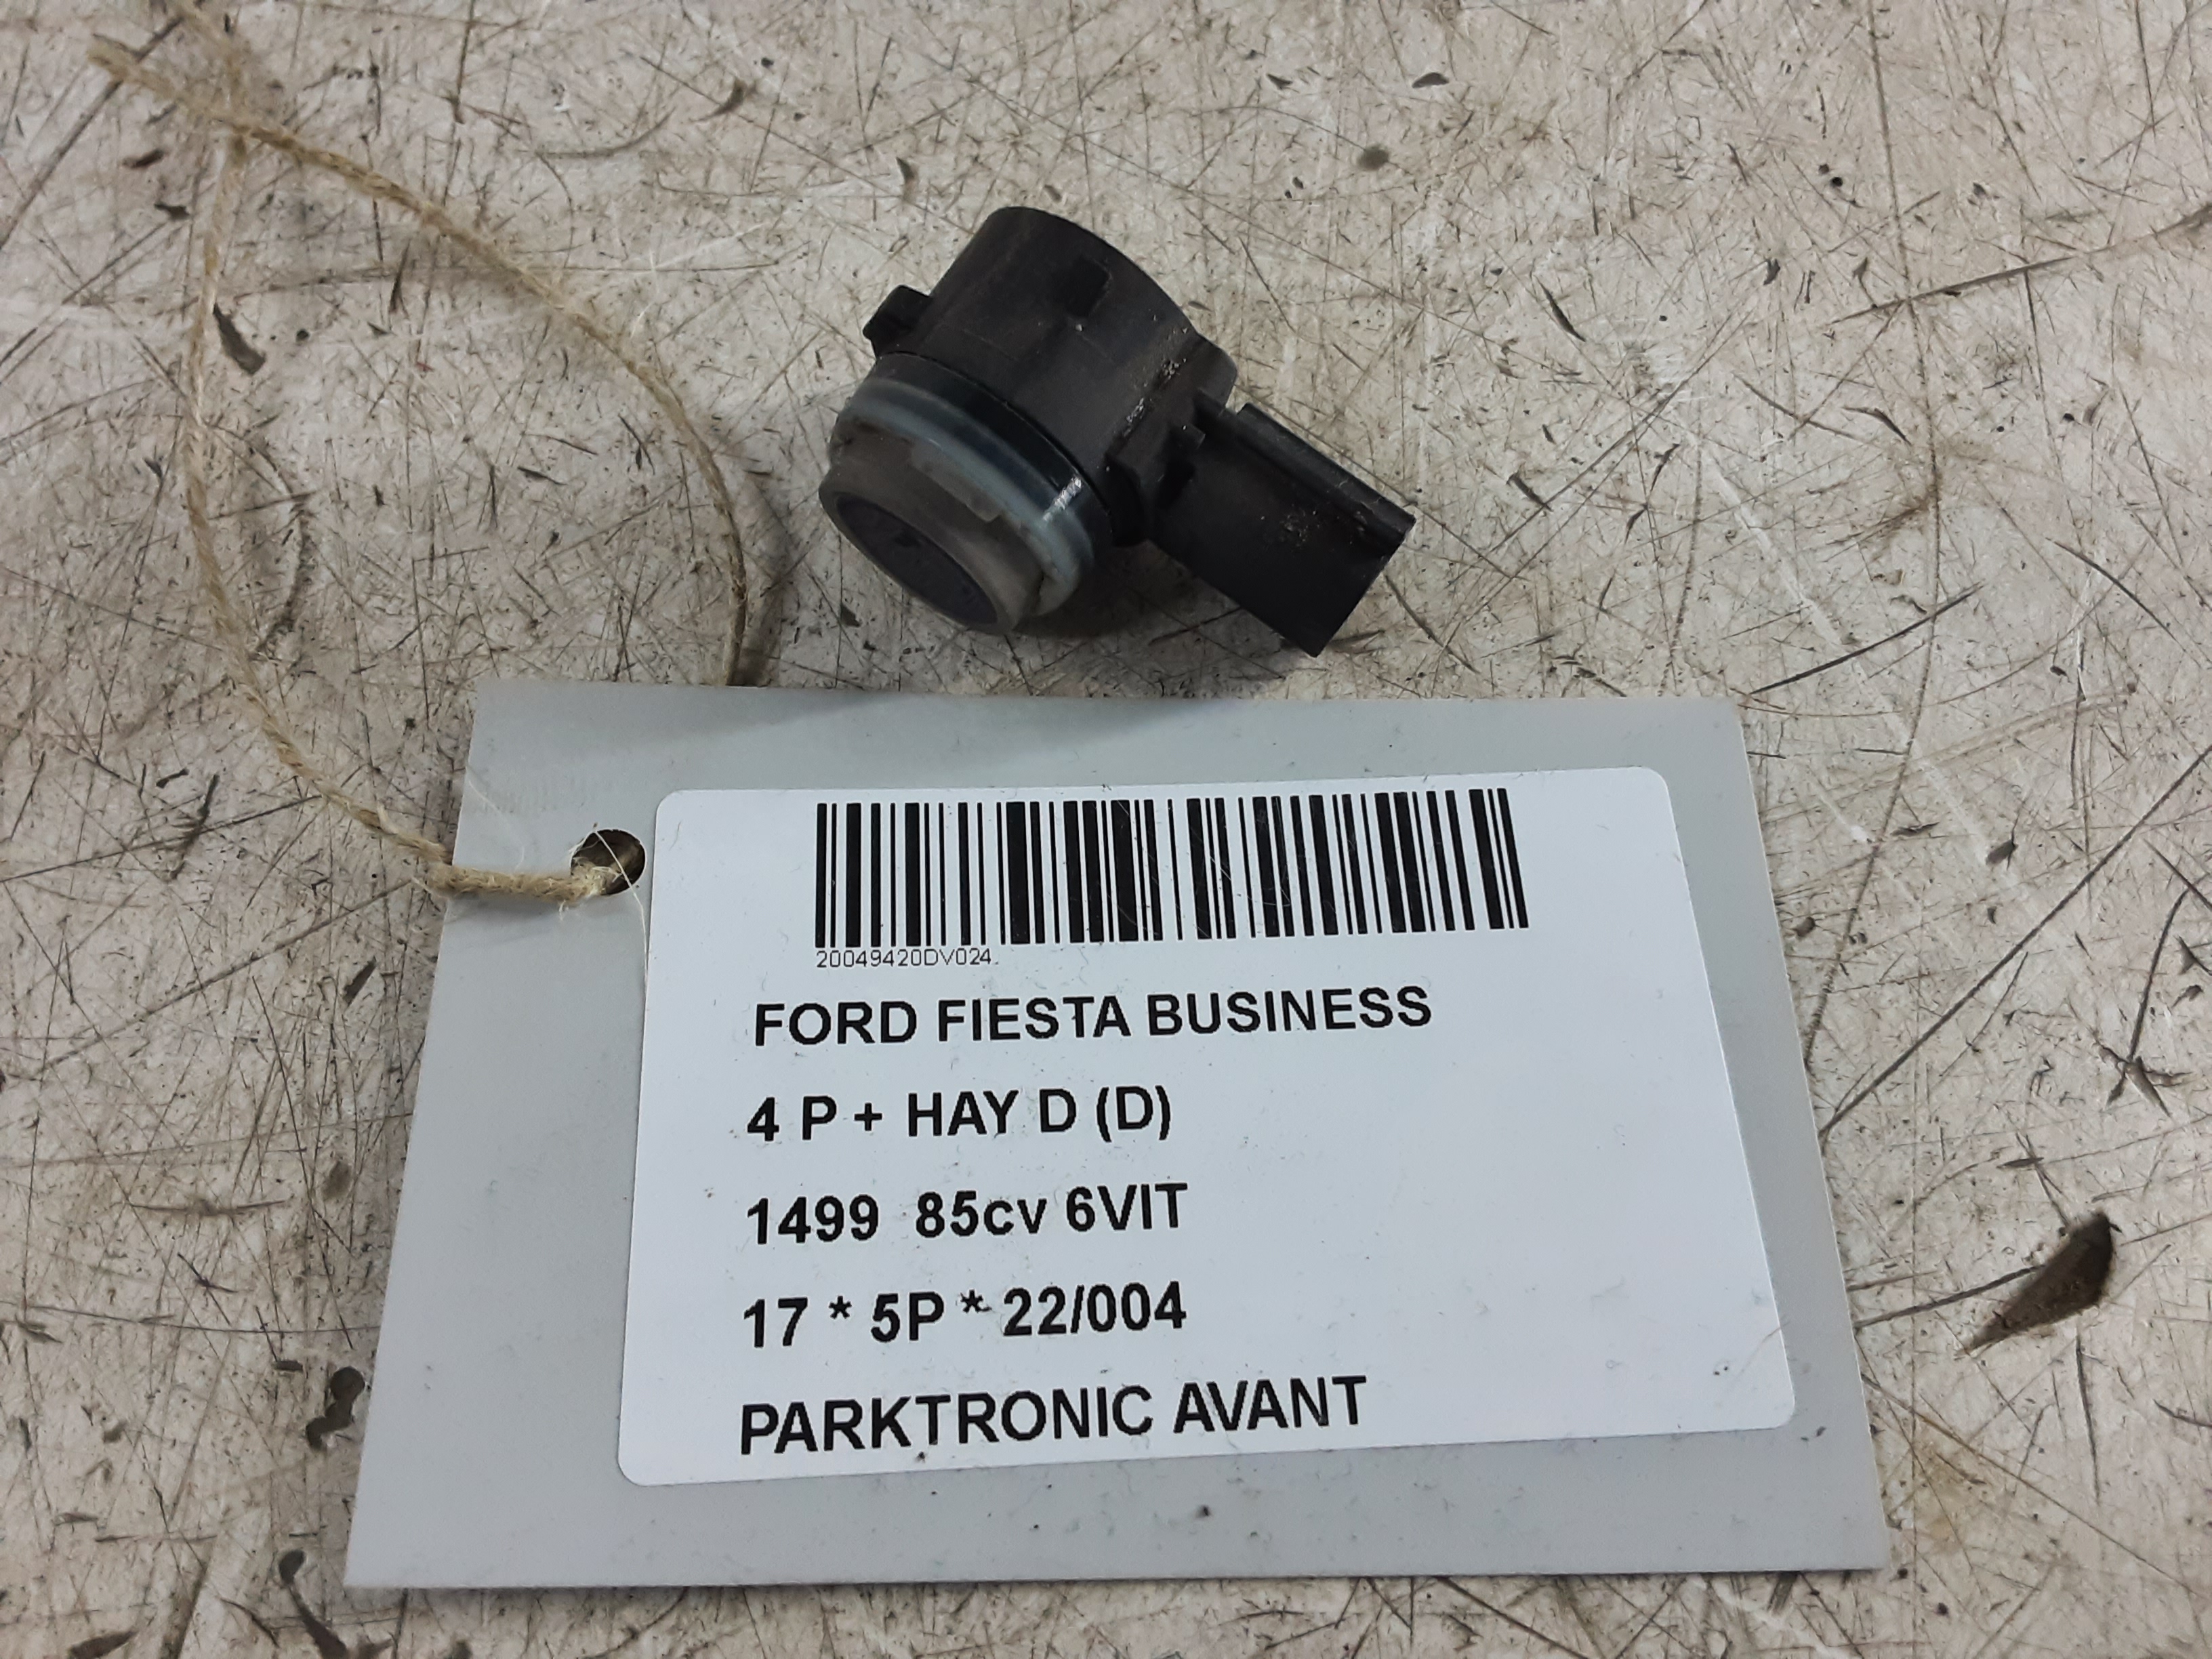 20049420DV024
FORD FIESTA BUSINESS
4 P + HAY D (D)
1499 85cv 6VIT
17 * 5P * 22/004
PARKTRONIC AVANT